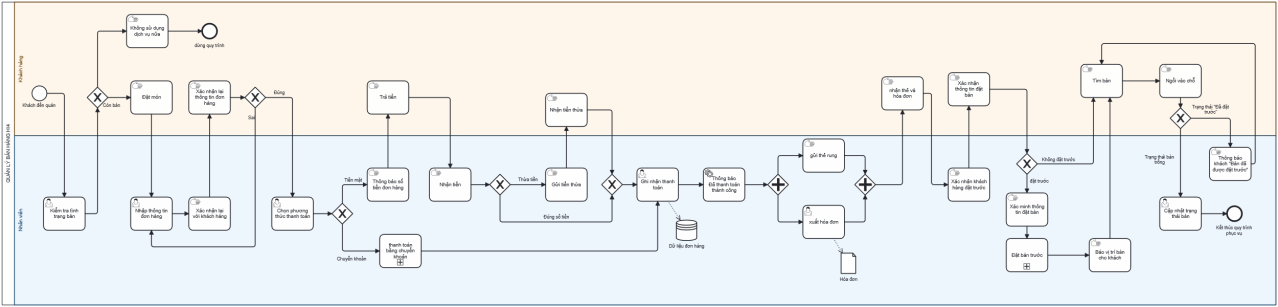 QUẢN LÝ BÁN HÀNG H4
Khách hàng
Nhân viên
Khách đến quán
Kiểm tra tình
trạng bàn
Còn bàn
Không sử dụng
dịch vụ nữa
dừng quy trình
Đặt món
Nhập thông tin
đơn hàng
Xác nhận lại
với khách hàng
Xác nhận lại
thông tin đơn
hàng
Đúng
Sai
Chọn phương
thức thanh toán
Tiền mặt
Chuyển khoản
Thông báo số
tiền đơn hàng
Trả tiền
thanh toán
bằng chuyển
khoản
Nhận tiền
Thừa tiền
Đúng số tiền
Gửi tiền thừa
Nhận tiền thừa
Ghi nhận thanh
toán
Dữ liệu đơn hàng
Thông báo
Đã thanh toán
thành công
gửi thẻ rung
xuất hóa đơn
Hóa đơn
nhận thẻ và
hóa đơn
Xác nhận khách
hàng đặt trước
Xác nhận
thông tin đặt
bàn
Không đặt trước
đặt trước
Xác minh thông
tin đặt bàn
Đặt bàn trước
Báo vị trí bàn
cho khách
Tìm bàn
Ngồi vào chỗ
Trạng thái "Đã đặt
trước"
Trạng thái bàn
trống
Thông báo
khách "Bàn đã
được đặt trước"
Cập nhật trạng
thái bàn
Kết thúc quy trình
phục vụ